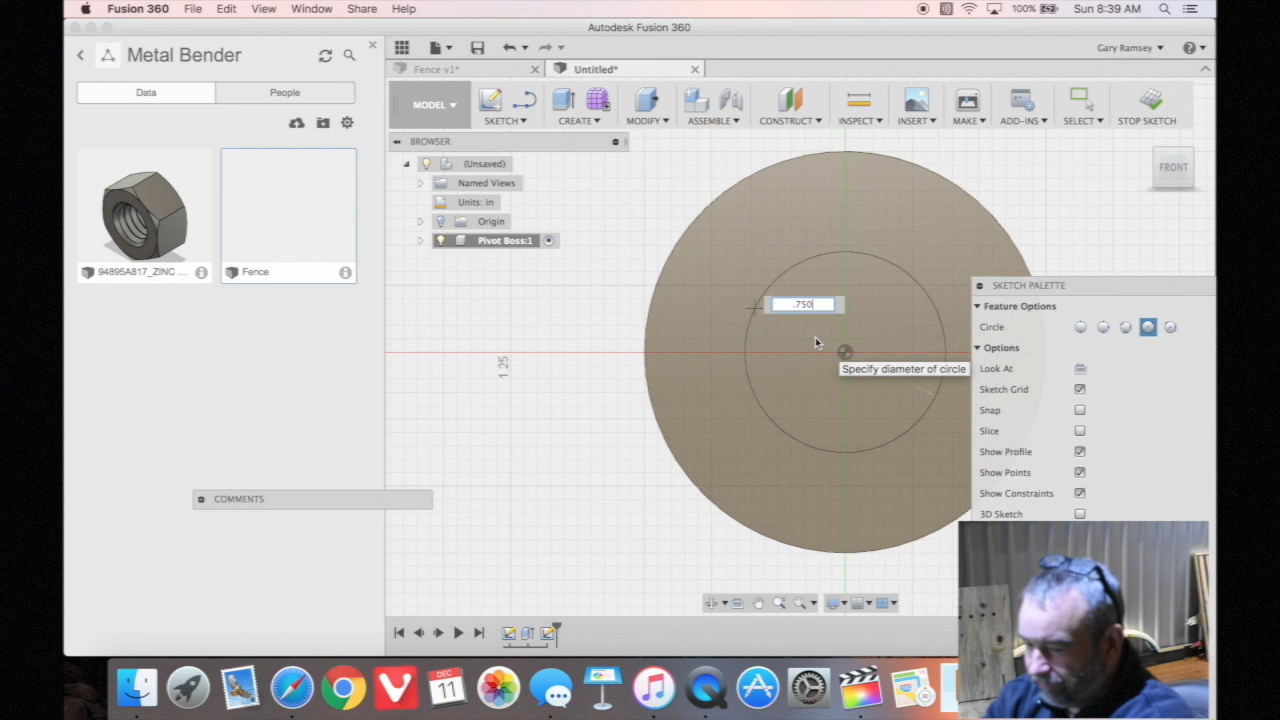 Fusion 360 File Edit View Window Share Help 100% Sun 8:39 AM
Autodesk Fusion 360
Metal Bender
Gary Ramsey
Fence v1*
Untitled*
Data People
MODEL
SKETCH CREATE MODIFY ASSEMBLE CONSTRUCT INSPECT INSERT MAKE ADD-INS SELECT STOP SKETCH
BROWSER
(Unsaved)
Named Views
Units: in
Origin
Pivot Boss:1
FRONT
94895A817_ZINC ...
Fence
.750
1.25
Specify diameter of circle
SKETCH PALETTE
Feature Options
Circle
Options
Look At
Sketch Grid
Snap
Slice
Show Profile
Show Points
Show Constraints
3D Sketch
COMMENTS
DEC
11